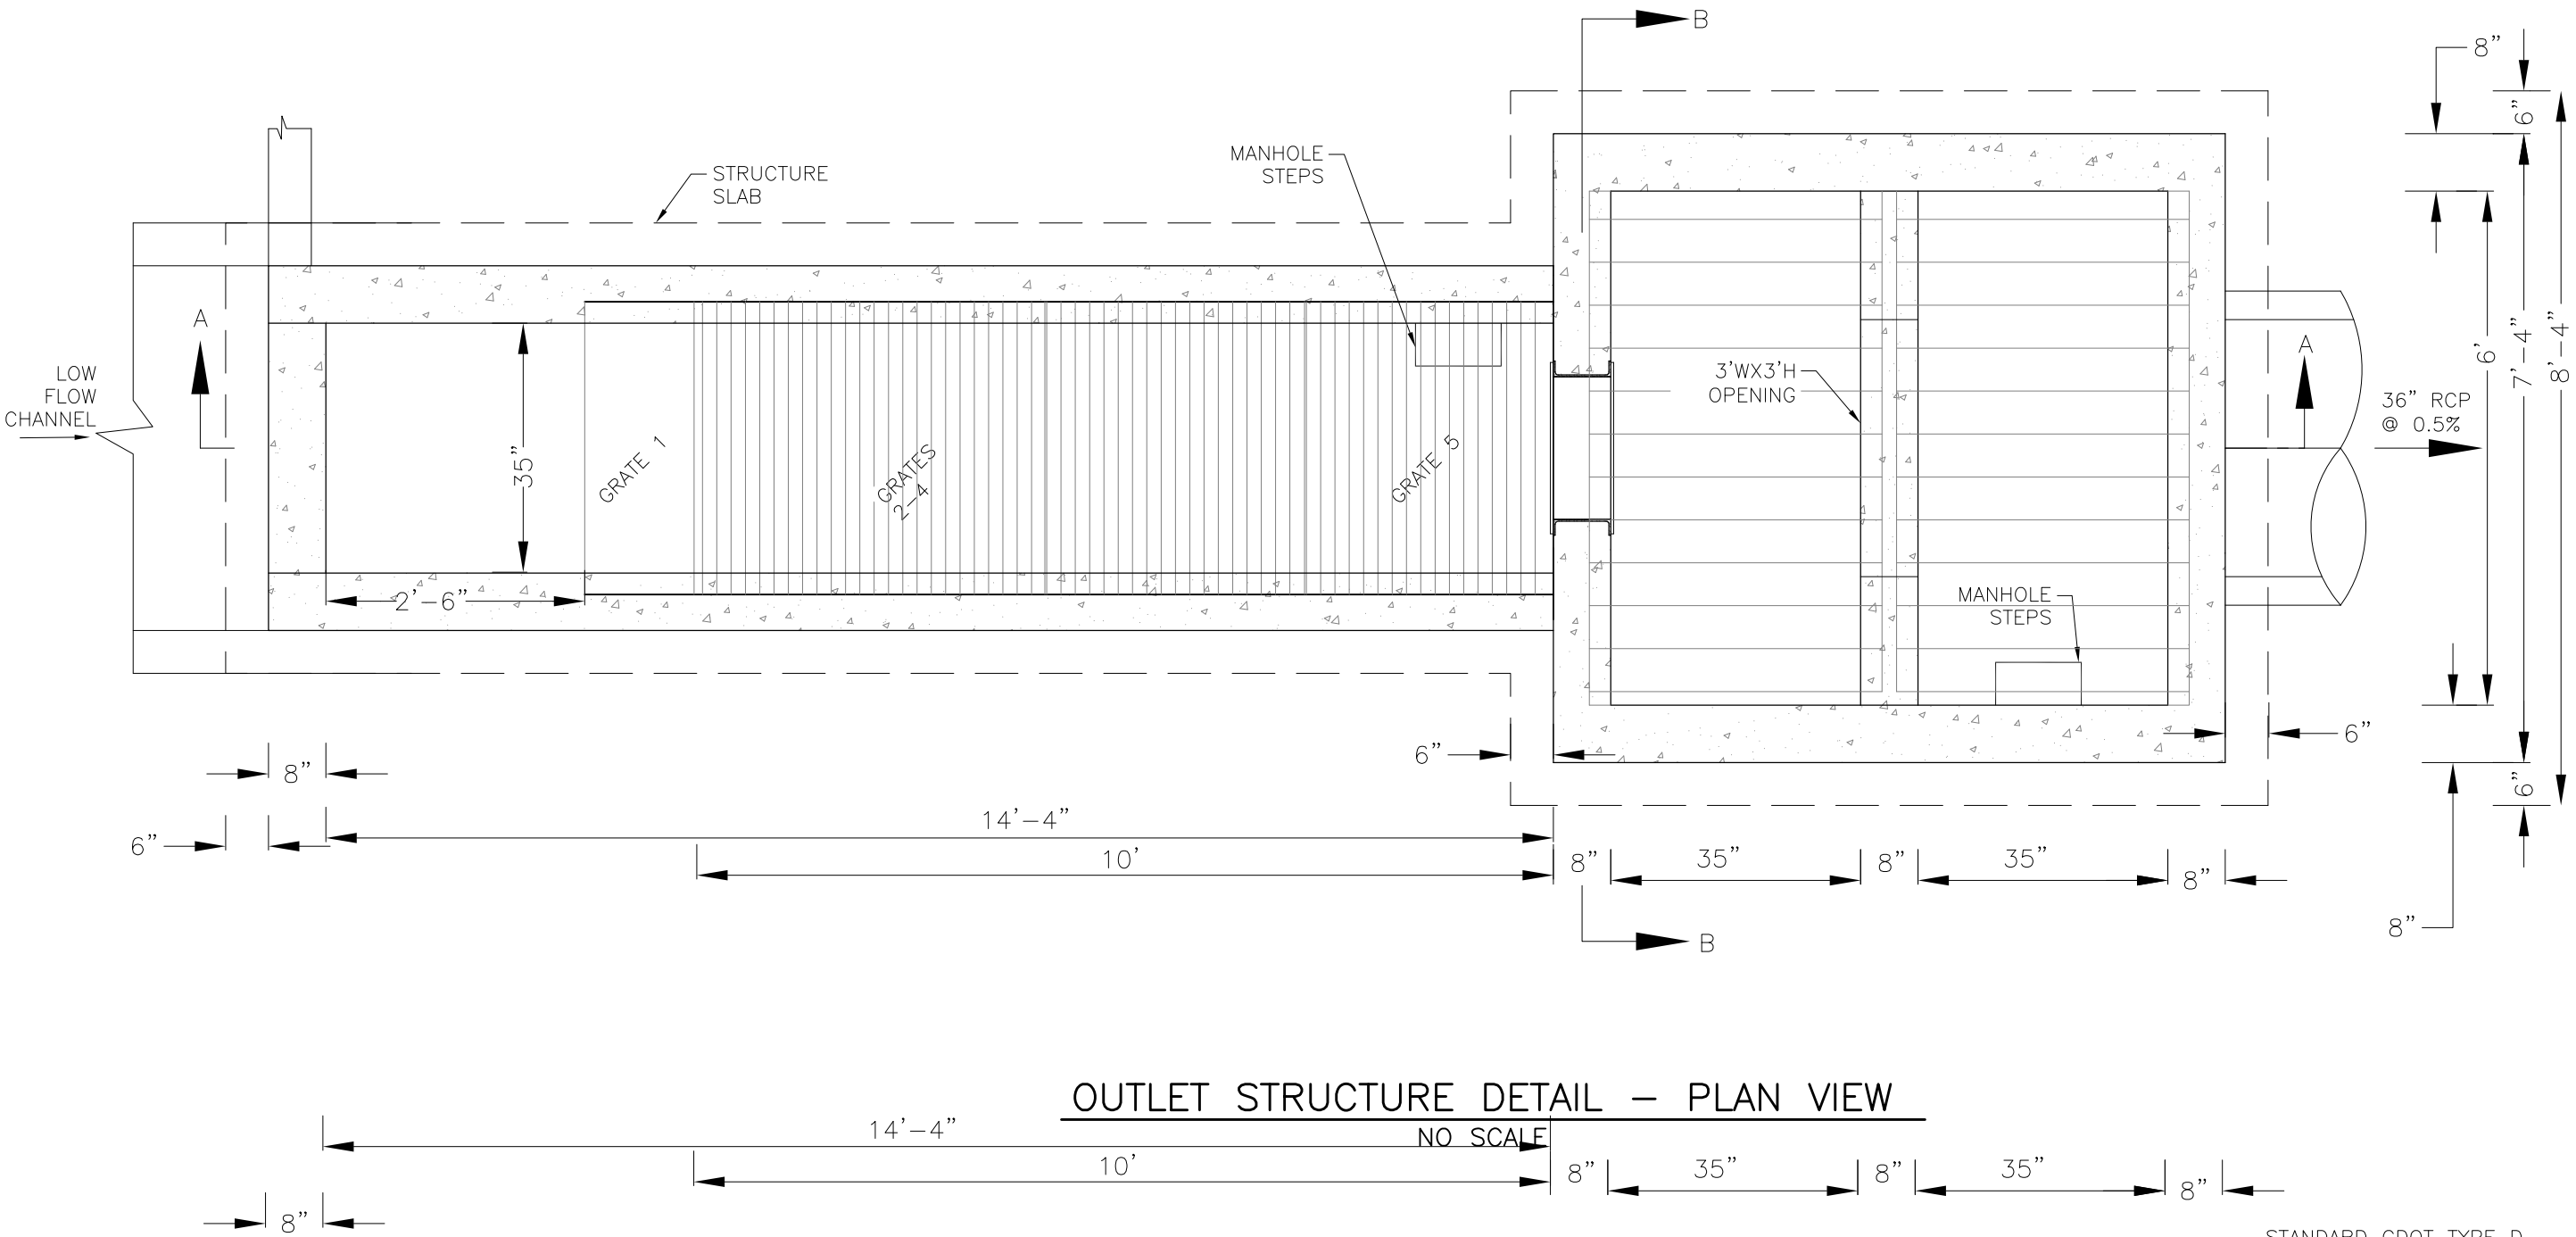 B
8"
6"
MANHOLE
STEPS
STRUCTURE
SLAB
A
LOW
FLOW
CHANNEL
35"
GRATE 1
GRATES
2-4
GRATE 5
3'WX3'H
OPENING
A
6'
7'-4"
8'-4"
36" RCP
@ 0.5%
2'-6"
MANHOLE
STEPS
6"
6"
8"
6"
14'-4"
6"
10'
8"
35"
8"
35"
8"
8"
B
OUTLET STRUCTURE DETAIL - PLAN VIEW
NO SCALE
14'-4"
10'
8"
35"
8"
35"
8"
8"
STANDARD CDOT TYPE D